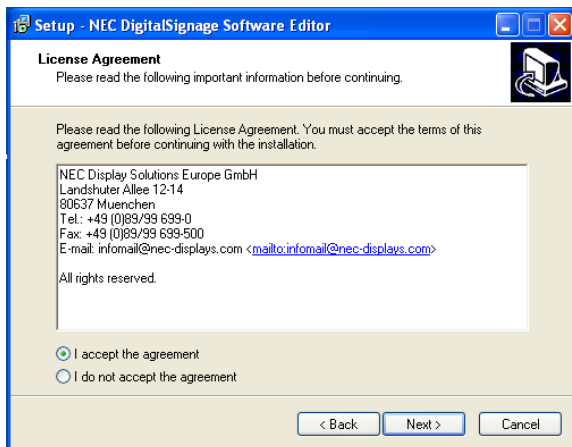 Setup - NEC DigitalSignage Software Editor
License Agreement
Please read the following important information before continuing.
Please read the following License Agreement. You must accept the terms of this
agreement before continuing with the installation.
NEC Display Solutions Europe GmbH
Landshuter Allee 12-14
80637 Muenchen
Tel.: +49 (0)89/99 699-0
Fax: +49 (0)89/99 699-500
E-mail: infomail@nec-displays.com <mailto:infomail@nec-displays.com>
All rights reserved.
I accept the agreement
I do not accept the agreement
< Back Next > Cancel